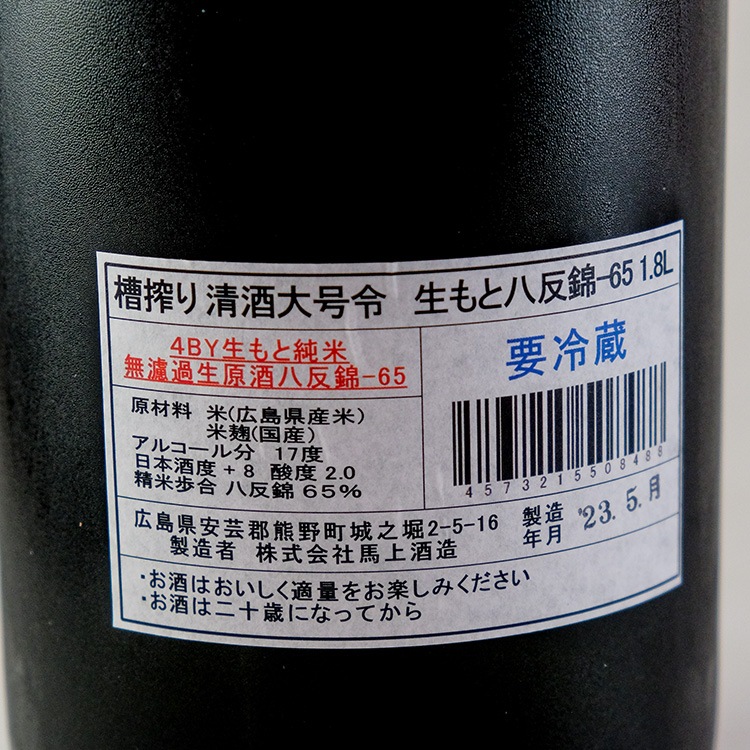 槽搾り 清酒大号令 生もと八反錦-65 1.8L
4BY生もと純米
無濾過生原酒八反錦-65
要冷蔵
原材料 米(広島県産米)
米麹(国産)
アルコール分 17度
日本酒度 +8 酸度 2.0
精米歩合 八反錦 65%
4573215508488
広島県安芸郡熊野町城之堀2-5-16
製造者 株式会社馬上酒造
製造年月 '23.5.月
・お酒はおいしく適量をお楽しみください
・お酒は二十歳になってから